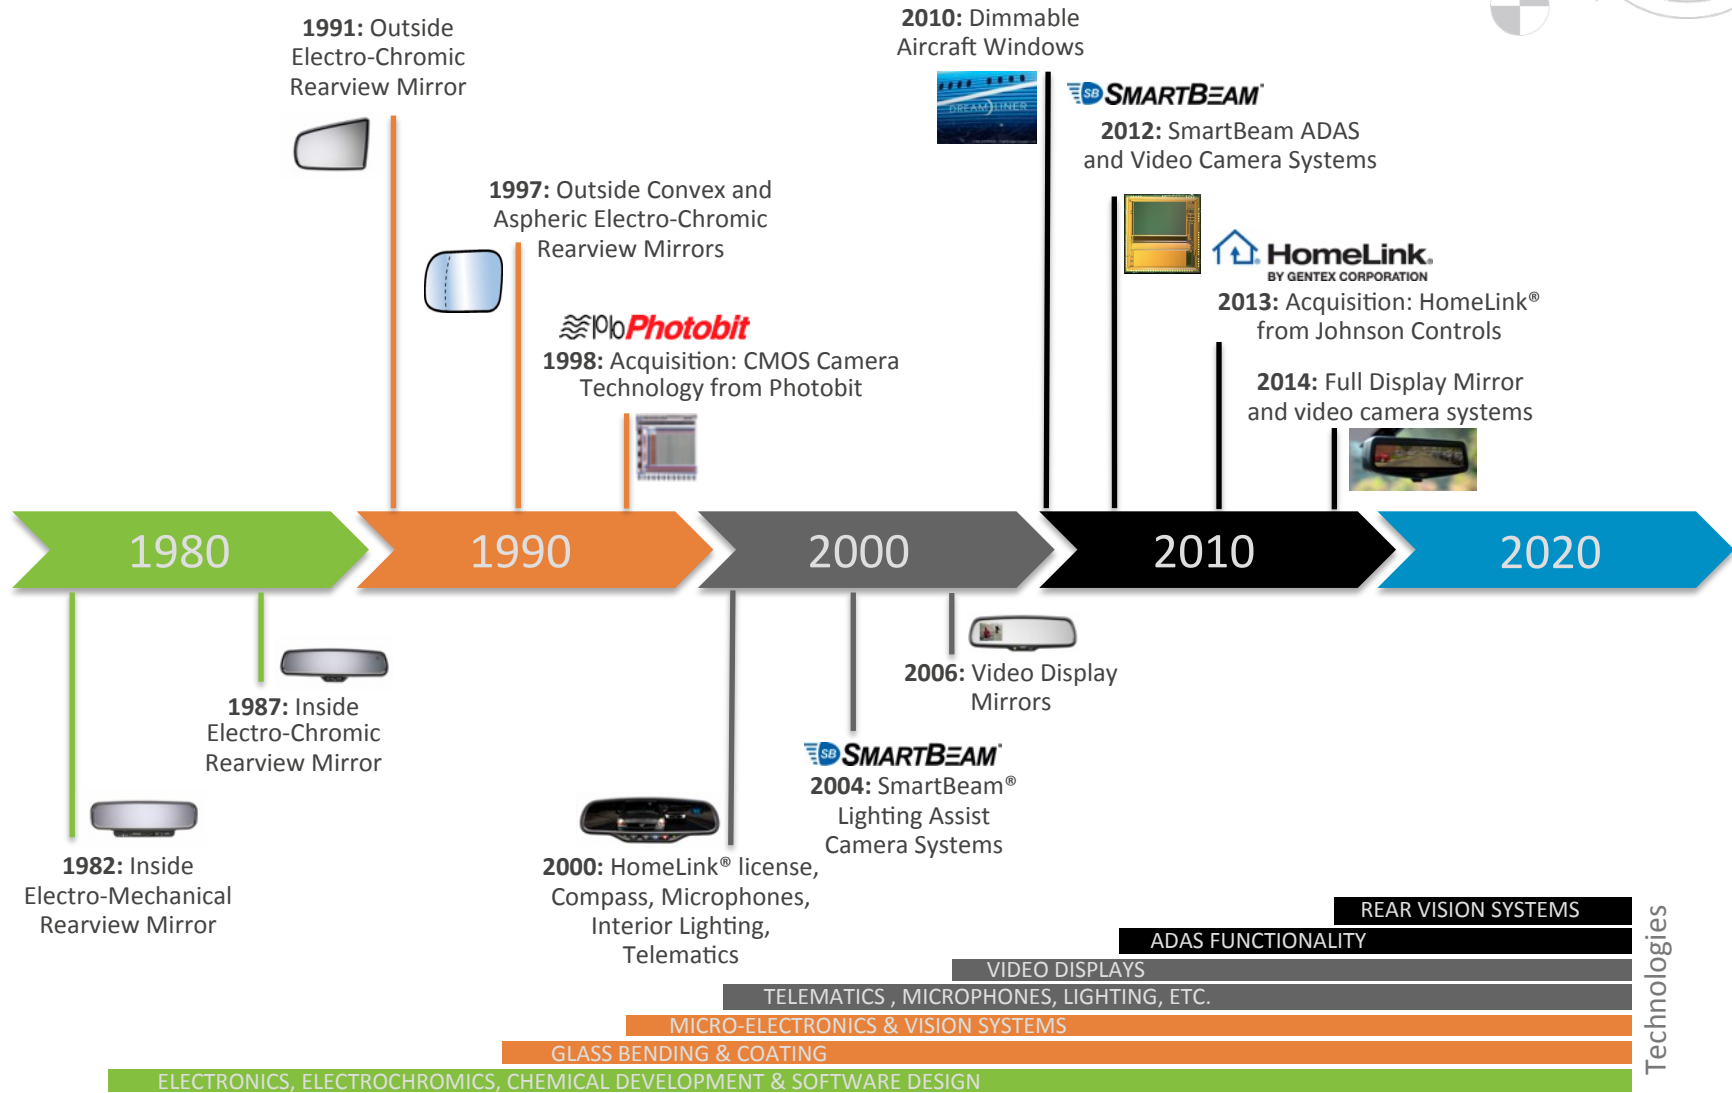 1991: Outside
Electro-Chromic
Rearview Mirror
2010: Dimmable
Aircraft Windows
DREAMLINER
SB SMARTBEAM
2012: SmartBeam ADAS
and Video Camera Systems
1997: Outside Convex and
Aspheric Electro-Chromic
Rearview Mirrors
HomeLink®
BY GENTEX CORPORATION
2013: Acquisition: HomeLink®
from Johnson Controls
Photobit
1998: Acquisition: CMOS Camera
Technology from Photobit
2014: Full Display Mirror
and video camera systems
1980
1990
2000
2010
2020
1987: Inside
Electro-Chromic
Rearview Mirror
2006: Video Display
Mirrors
SB SMARTBEAM
2004: SmartBeam®
Lighting Assist
Camera Systems
1982: Inside
Electro-Mechanical
Rearview Mirror
2000: HomeLink® license,
Compass, Microphones,
Interior Lighting,
Telematics
REAR VISION SYSTEMS
ADAS FUNCTIONALITY
VIDEO DISPLAYS
TELEMATICS , MICROPHONES, LIGHTING, ETC.
MICRO-ELECTRONICS & VISION SYSTEMS
GLASS BENDING & COATING
ELECTRONICS, ELECTROCHROMICS, CHEMICAL DEVELOPMENT & SOFTWARE DESIGN
Technologies